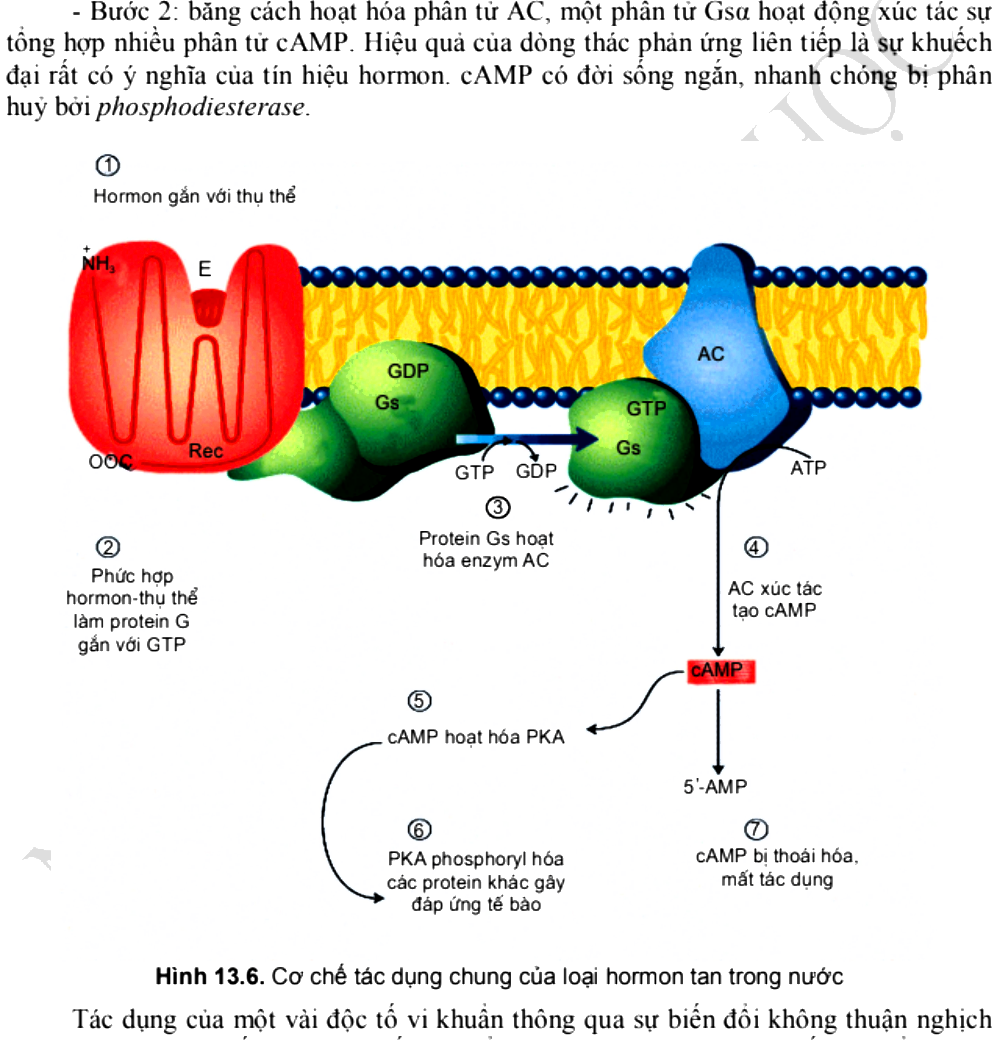 - Bước 2: bằng cách hoạt hóa phân tử AC, một phân tử Gsα hoạt động xúc tác sự
tổng hợp nhiều phân tử cAMP. Hiệu quả của dòng thác phản ứng liên tiếp là sự khuếch
đại rất có ý nghĩa của tín hiệu hormon. cAMP có đời sống ngắn, nhanh chóng bị phân
huỷ bởi phosphodiesterase.
①
Hormon gắn với thụ thể
+
NH3
E
AC
GDP
Gs
GTP
Gs
Rec
OOC
GTP GDP
ATP
③
Protein Gs hoạt
hóa enzym AC
②
Phức hợp
hormon-thụ thể
làm protein G
gắn với GTP
④
AC xúc tác
tạo cAMP
cAMP
⑤
cAMP hoạt hóa PKA
5'-AMP
⑥
PKA phosphoryl hóa
các protein khác gây
đáp ứng tế bào
⑦
cAMP bị thoái hóa,
mất tác dụng
Hình 13.6. Cơ chế tác dụng chung của loại hormon tan trong nước
Tác dụng của một vài độc tố vi khuẩn thông qua sự biến đổi không thuận nghịch